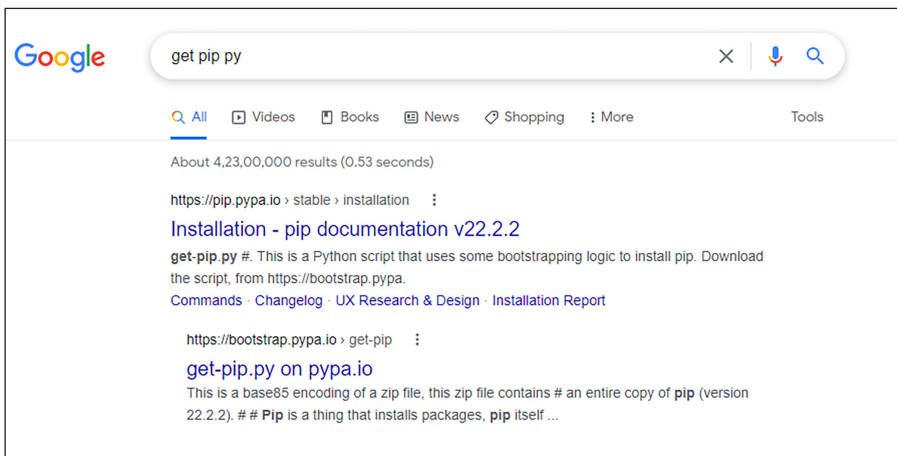 Google
get pip py
All Videos Books News Shopping More Tools
About 4,23,00,000 results (0.53 seconds)
https://pip.pypa.io › stable › installation
Installation - pip documentation v22.2.2
get-pip.py #. This is a Python script that uses some bootstrapping logic to install pip. Download
the script, from https://bootstrap.pypa.
Commands · Changelog · UX Research & Design · Installation Report
https://bootstrap.pypa.io › get-pip
get-pip.py on pypa.io
This is a base85 encoding of a zip file, this zip file contains # an entire copy of pip (version
22.2.2). # # Pip is a thing that installs packages, pip itself ...